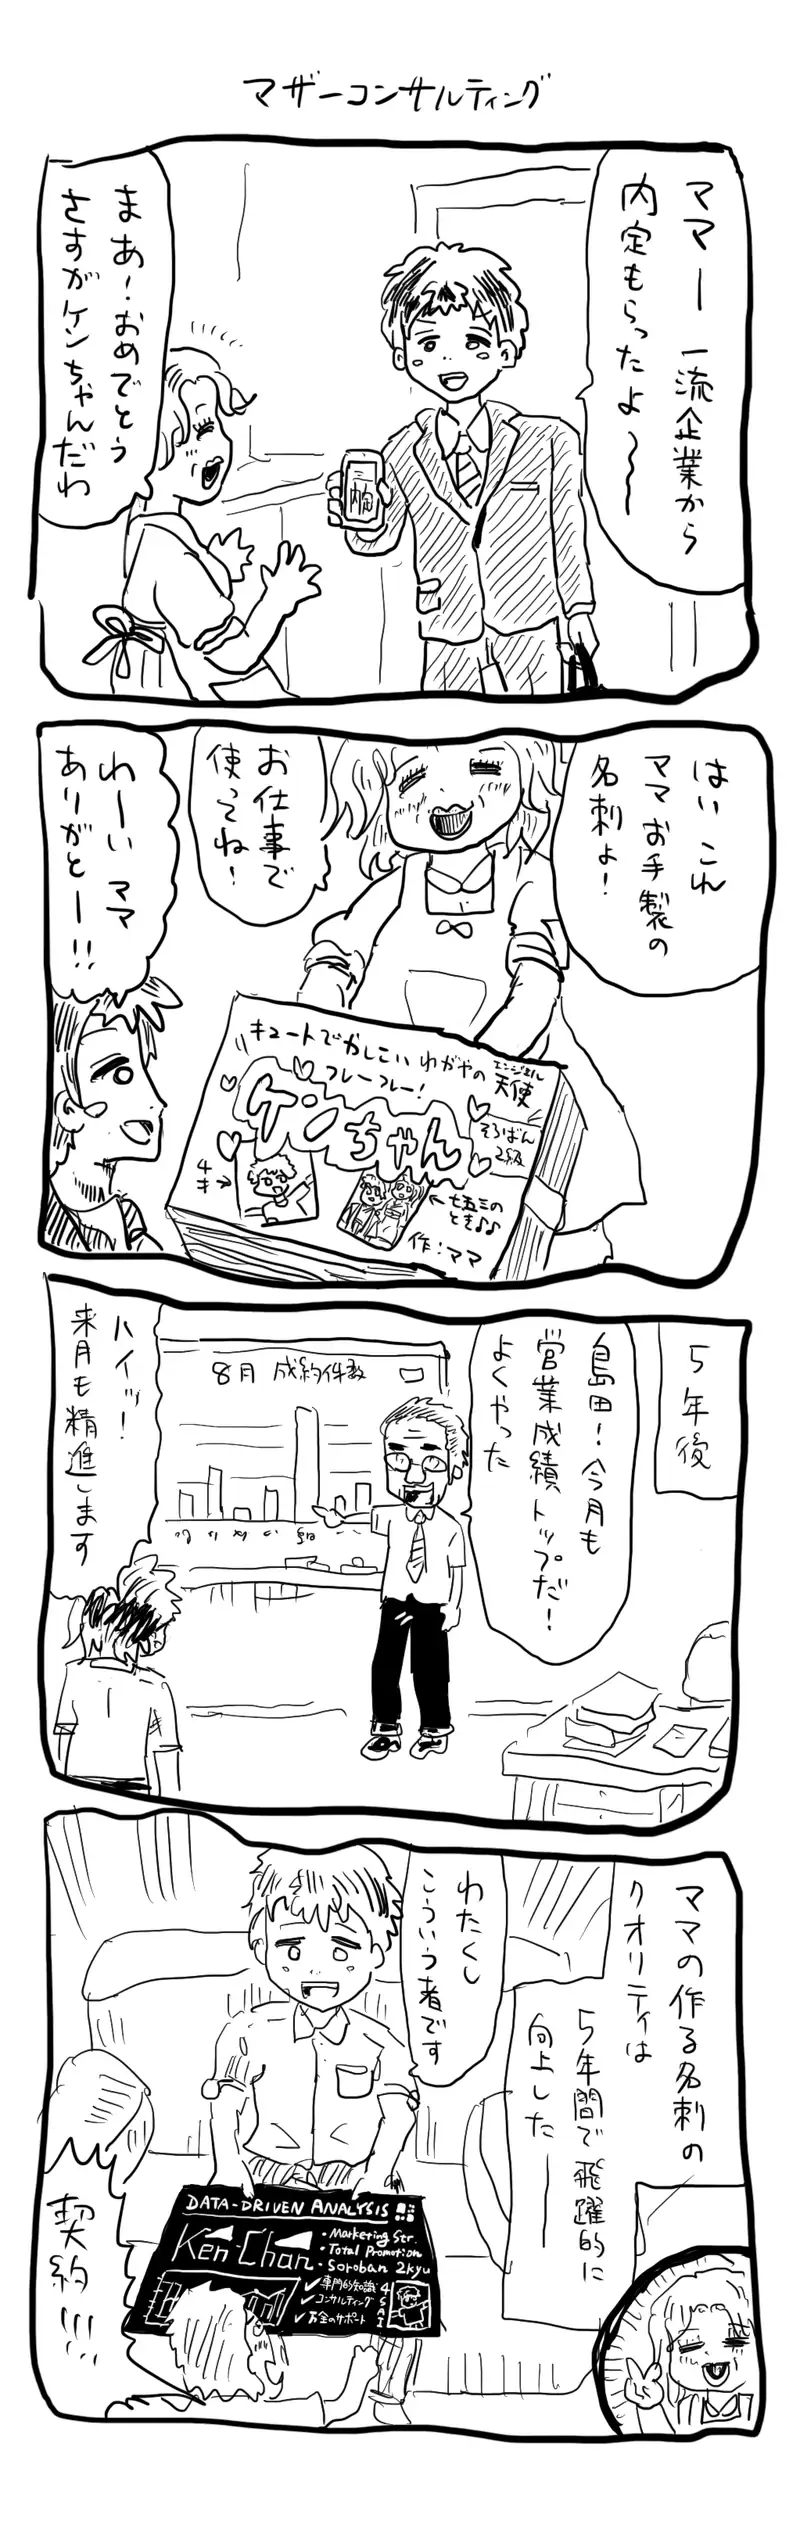 マザーコンサルティング
ママー 一流企業から
内定もらったよ〜〜
内定
まあ!おめでとう
さすがケンちゃんだわ
はい これ
ママお手製の
名刺よ!
お仕事で
使ってね!
わーい ママ
ありがとー!!
キュートでかしこい わがやの
エンジェル
天使
フレーフレー!
ケンちゃん
そろばん
2級
4才→
←七五三の
とき♪♪
作:ママ
5年後
島田!今月も
営業成績トップだ!
よくやった
8月 成約件数
ハイッ!
来月も精進します
ママの作る名刺の
クオリティは
5年間で飛躍的に
向上した――
わたくし
こういう者です
DATA-DRIVEN ANALYSIS
Ken-Chan
・Marketing Str.
・Total Promotion
・Soroban 2kyu
✓専門的知識
✓コンサルティング
✓万全のサポート
4SAI
契約!!!